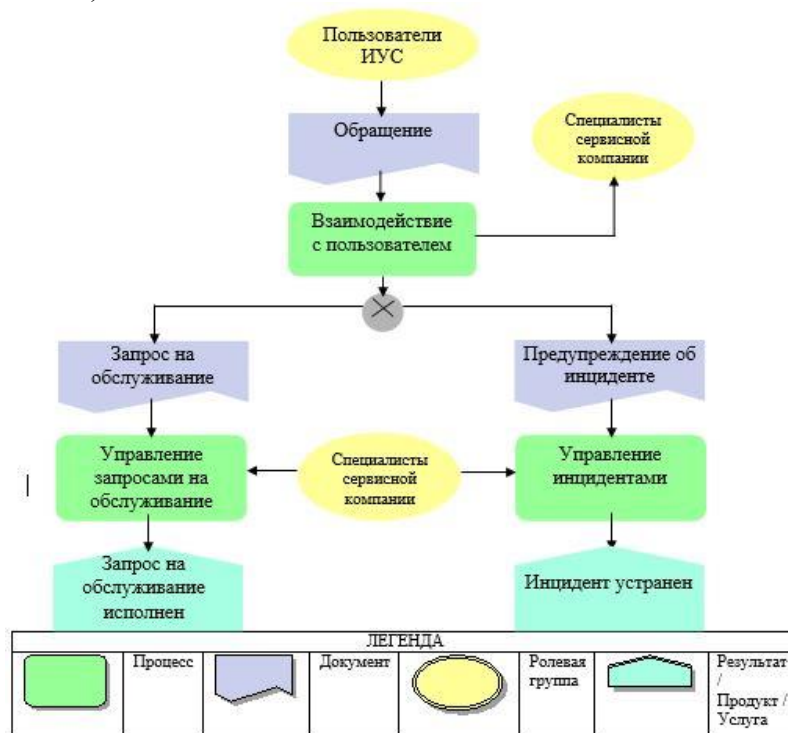 Пользователи
ИУС
Обращение
Специалисты
сервисной
компании
Взаимодействие
с пользователем
Запрос на
обслуживание
Предупреждение об
инциденте
Управление
запросами на
обслуживание
Специалисты
сервисной
компании
Управление
инцидентами
Запрос на
обслуживание
исполнен
Инцидент устранен
ЛЕГЕНДА
Процесс
Документ
Ролевая
группа
Результат
/
Продукт /
Услуга